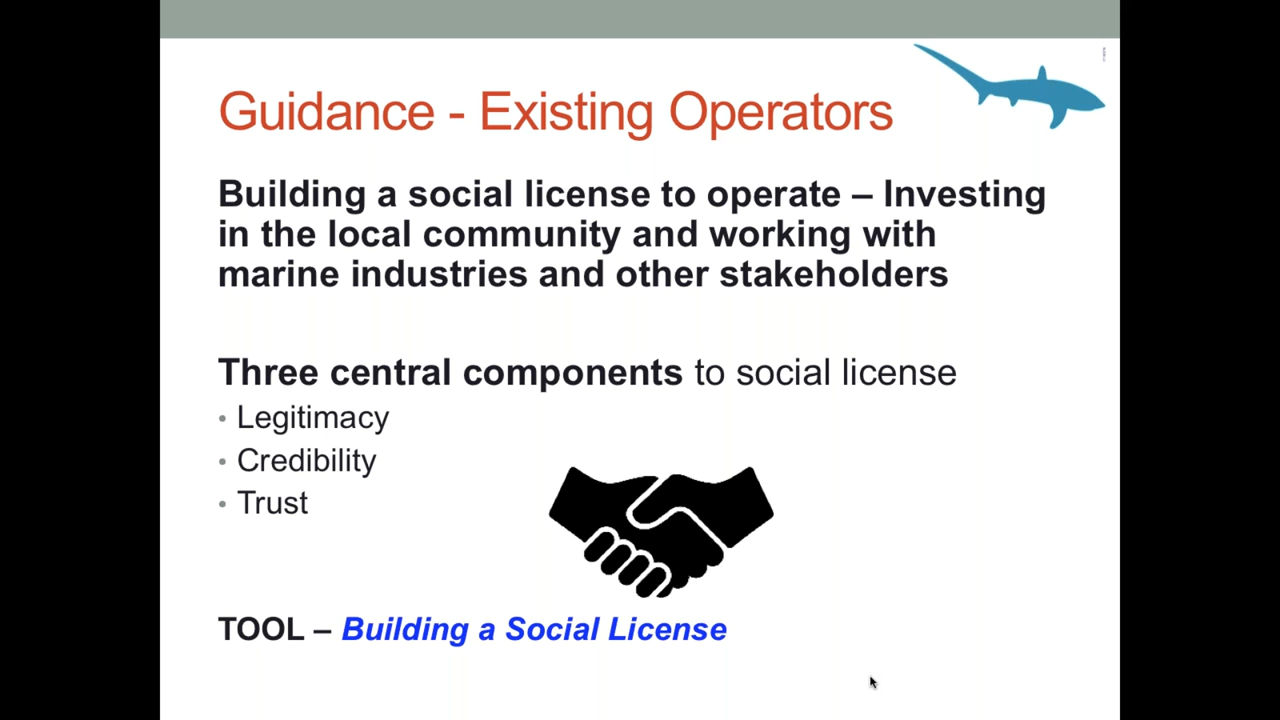 Guidance - Existing Operators
Building a social license to operate – Investing
in the local community and working with
marine industries and other stakeholders
Three central components to social license
• Legitimacy
• Credibility
• Trust
TOOL – Building a Social License